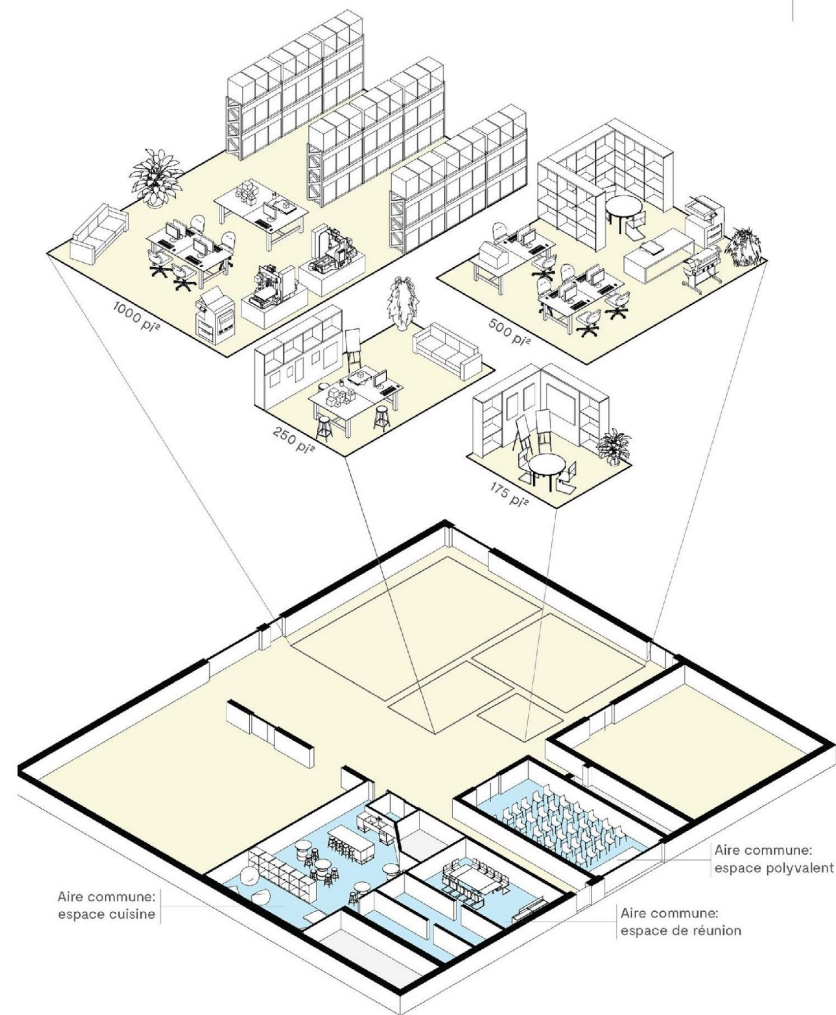 1000 pi²
500 pi²
250 pi²
175 pi²
Aire commune:
espace polyvalent
Aire commune:
espace cuisine
Aire commune:
espace de réunion